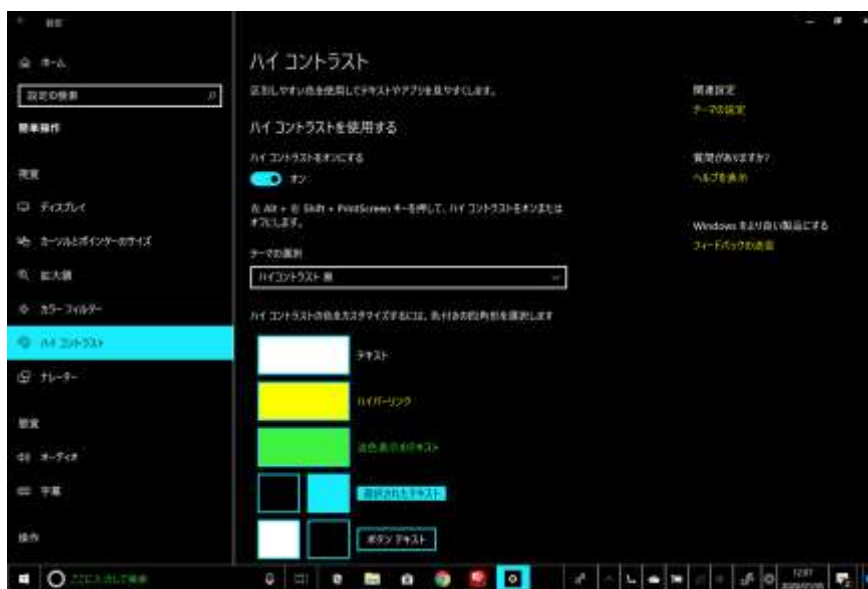 設定
ホーム
設定の検索
簡単操作
視覚
ディスプレイ
カーソルとポインターのサイズ
拡大鏡
カラー フィルター
ハイ コントラスト
ナレーター
聴覚
オーディオ
字幕
操作
ハイ コントラスト
区別しやすい色を使用してテキストやアプリを見やすくします。
ハイ コントラストを使用する
ハイ コントラストをオンにする
オン
左 Alt + 左 Shift + PrintScreen キーを押して、ハイ コントラストをオンまたは
オフにします。
テーマの選択
ハイコントラスト 黒
ハイ コントラストの色をカスタマイズするには、色付きの四角形を選択します
テキスト
ハイパーリンク
淡色表示のテキスト
選択されたテキスト
ボタン テキスト
関連設定
テーマの設定
質問がありますか?
ヘルプを表示
Windows をより良い製品にする
フィードバックの送信
ここに入力して検索